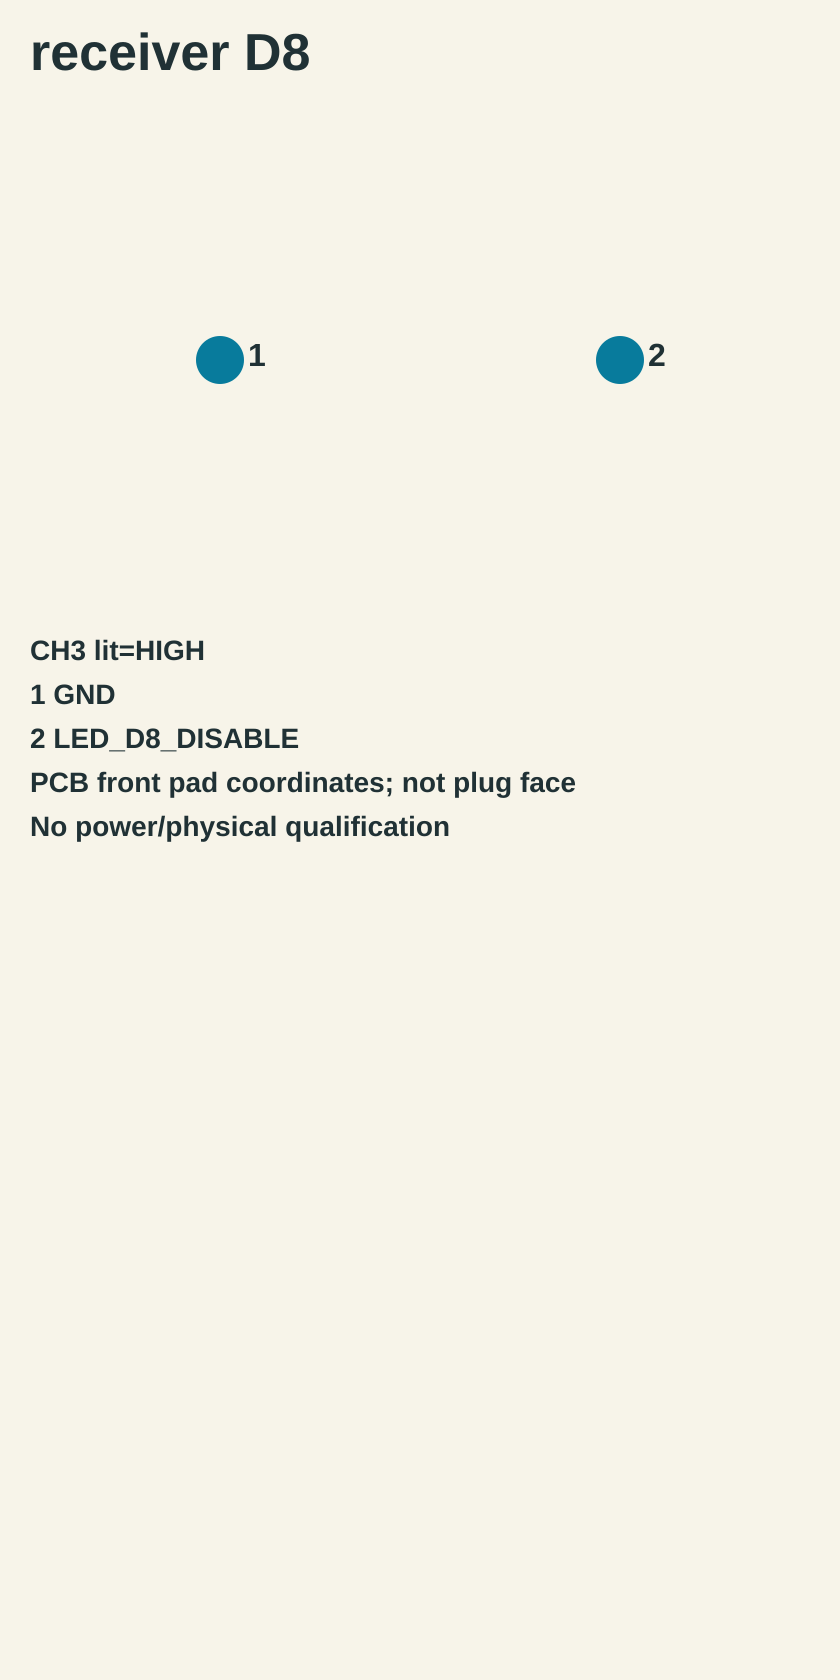 receiver D8
1
2
CH3 lit=HIGH
1 GND
2 LED_D8_DISABLE
PCB front pad coordinates; not plug face
No power/physical qualification